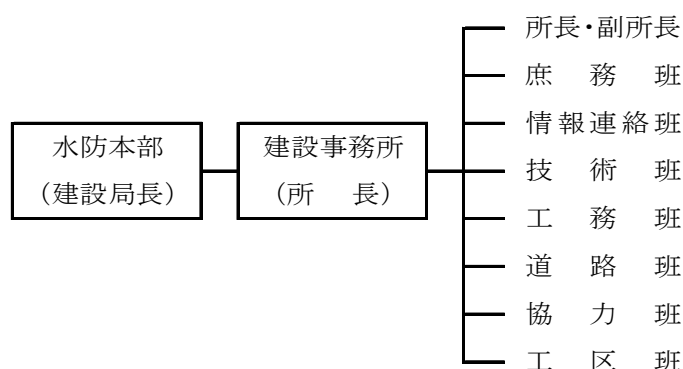 水防本部
（建設局長）
建設事務所
（所　長）
所長・副所長
庶務班
情報連絡班
技術班
工務班
道路班
協力班
工区班